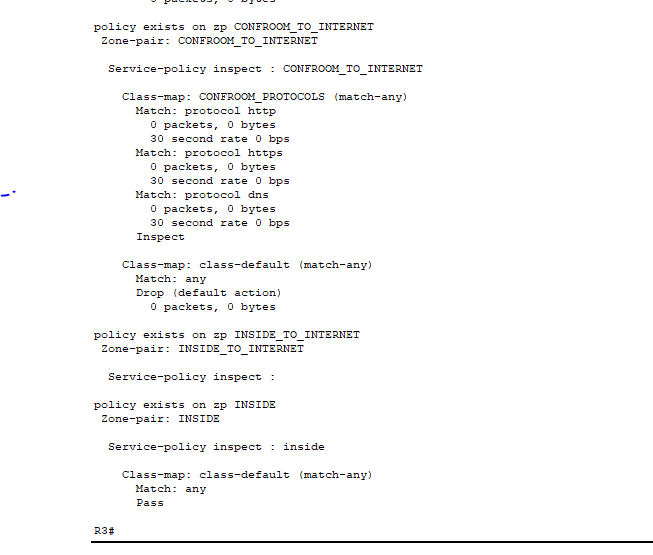 0 packets, 0 bytes
policy exists on zp CONFROOM_TO_INTERNET
Zone-pair: CONFROOM_TO_INTERNET
Service-policy inspect : CONFROOM_TO_INTERNET
Class-map: CONFROOM_PROTOCOLS (match-any)
Match: protocol http
0 packets, 0 bytes
30 second rate 0 bps
Match: protocol https
0 packets, 0 bytes
30 second rate 0 bps
Match: protocol dns
0 packets, 0 bytes
30 second rate 0 bps
Inspect
Class-map: class-default (match-any)
Match: any
Drop (default action)
0 packets, 0 bytes
policy exists on zp INSIDE_TO_INTERNET
Zone-pair: INSIDE_TO_INTERNET
Service-policy inspect :
policy exists on zp INSIDE
Zone-pair: INSIDE
Service-policy inspect : inside
Class-map: class-default (match-any)
Match: any
Pass
R3#